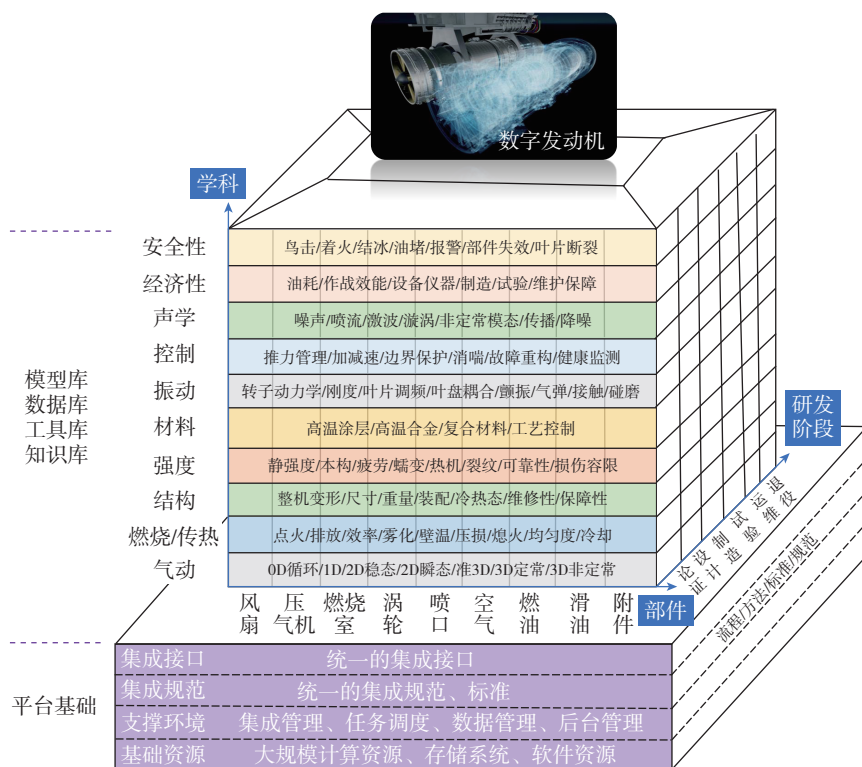 数字发动机
学科
安全性 鸟击/着火/结冰/油堵/报警/部件失效/叶片断裂
经济性 油耗/作战效能/设备仪器/制造/试验/维护保障
声学 噪声/喷流/激波/漩涡/非定常模态/传播/降噪
控制 推力管理/加减速/边界保护/消喘/故障重构/健康监测
振动 转子动力学/刚度/叶片调频/叶盘耦合/颤振/气弹/接触/碰磨
材料 高温涂层/高温合金/复合材料/工艺控制
强度 静强度/本构/疲劳/蠕变/热机/裂纹/可靠性/损伤容限
结构 整机变形/尺寸/重量/装配/冷热态/维修性/保障性
燃烧/传热 点火/排放/效率/雾化/壁温/压损/熄火/均匀度/冷却
气动 0D循环/1D/2D稳态/2D瞬态/准3D/3D定常/3D非定常
模型库
数据库
工具库
知识库
风扇 压气机 燃烧室 涡轮 喷口 空气 燃油 滑油 附件
部件
论证 设计 制造 试验 运维 退役
研发
阶段
流程/方法/标准/规范
平台基础
集成接口 统一的集成接口
集成规范 统一的集成规范、标准
支撑环境 集成管理、任务调度、数据管理、后台管理
基础资源 大规模计算资源、存储系统、软件资源